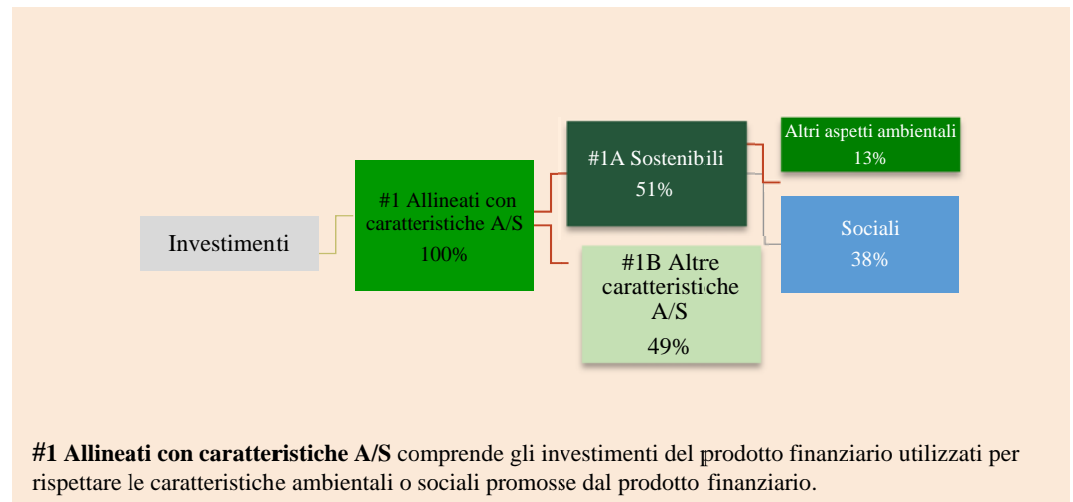 Investimenti
#1 Allineati con
caratteristiche A/S
100%
#1A Sostenibili
51%
#1B Altre
caratteristiche
A/S
49%
Altri aspetti ambientali
13%
Sociali
38%
#1 Allineati con caratteristiche A/S comprende gli investimenti del prodotto finanziario utilizzati per
rispettare le caratteristiche ambientali o sociali promosse dal prodotto finanziario.